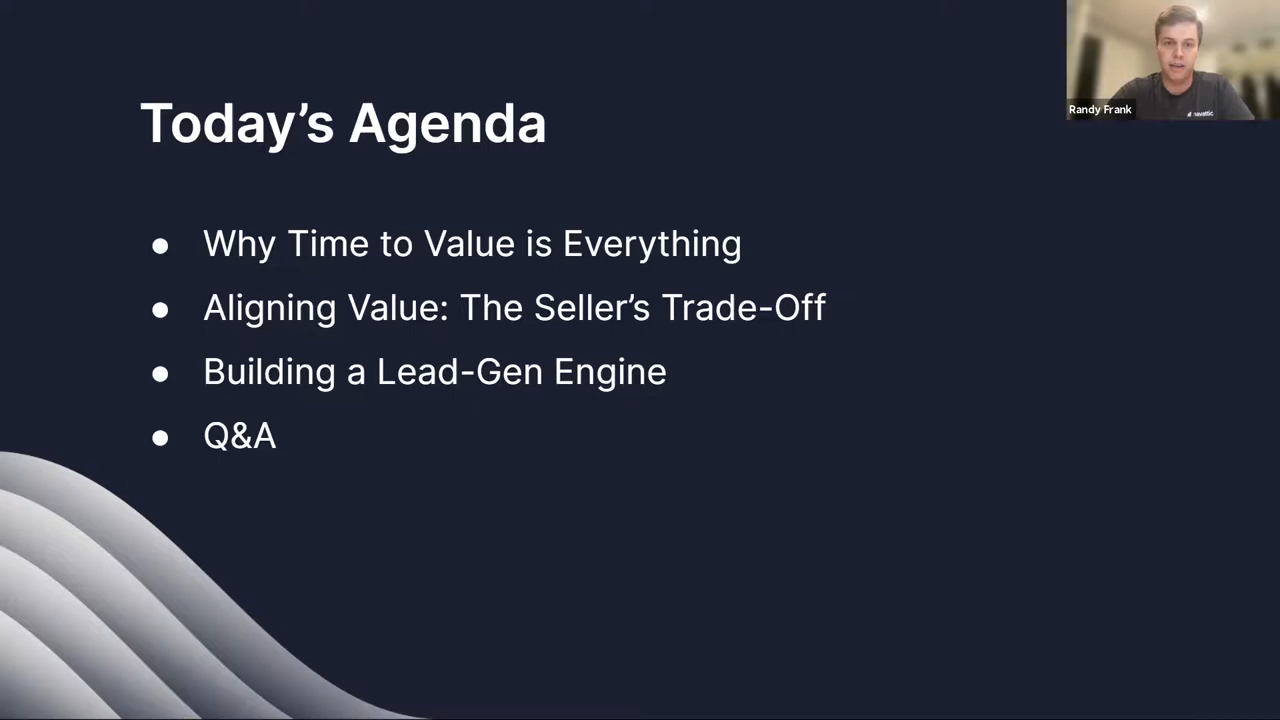 Today’s Agenda
● Why Time to Value is Everything
● Aligning Value: The Seller’s Trade-Off
● Building a Lead-Gen Engine
● Q&A
Randy Frank
navattic